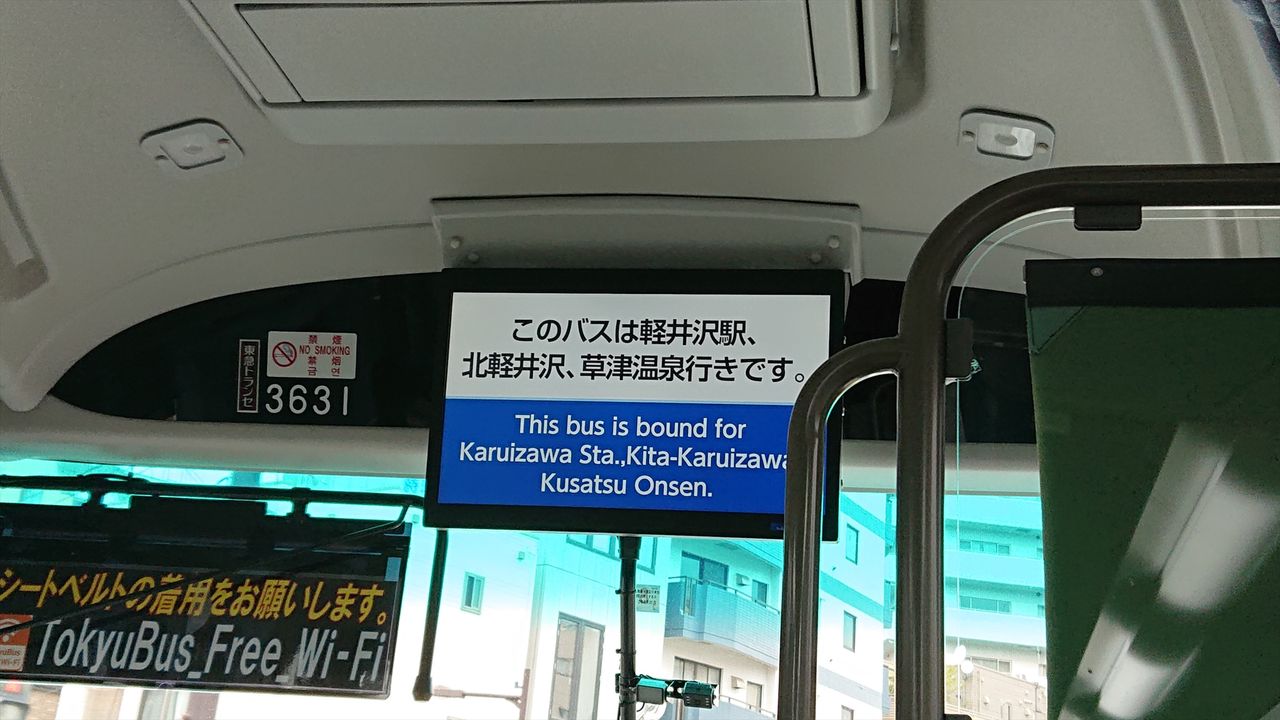 このバスは軽井沢駅、
北軽井沢、草津温泉行きです。
This bus is bound for
Karuizawa Sta.,Kita-Karuizawa
Kusatsu Onsen.
東急トランセ
禁煙
NO SMOKING
禁烟
금연
3631
シートベルトの着用をお願いします。
TokyuBus_Free_Wi-Fi